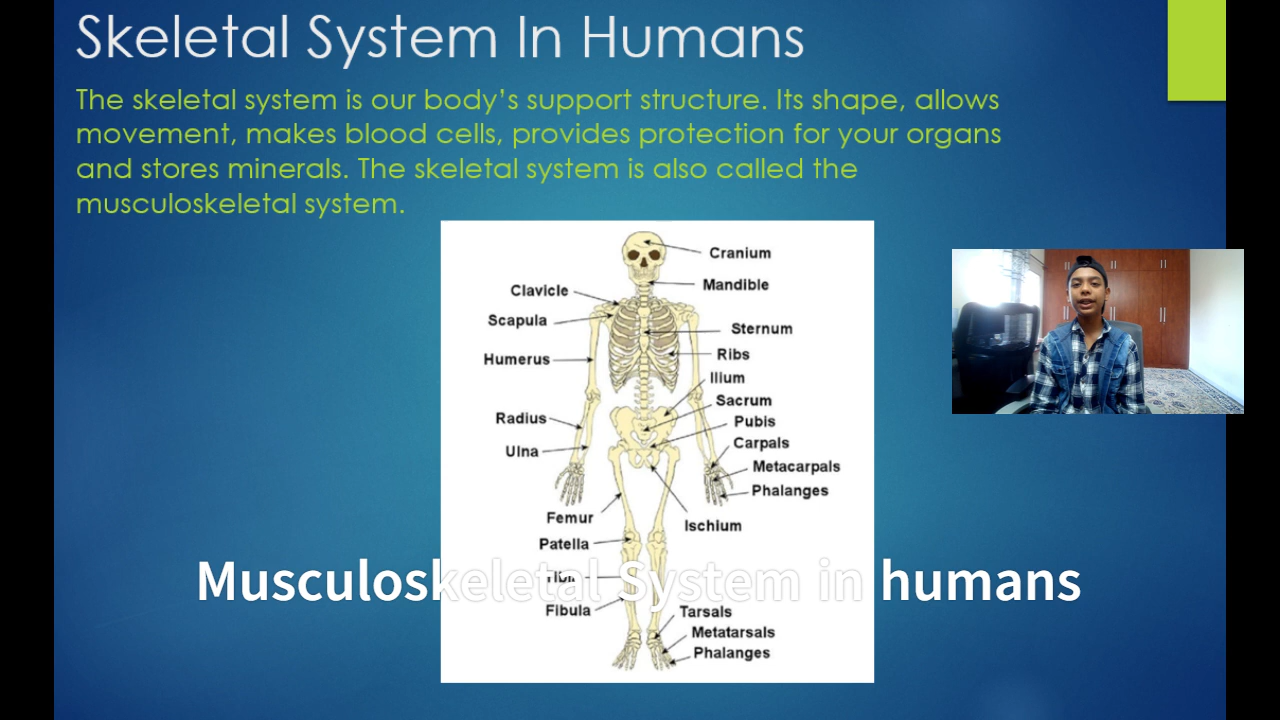 Skeletal System In Humans
The skeletal system is our body's support structure. Its shape, allows
movement, makes blood cells, provides protection for your organs
and stores minerals. The skeletal system is also called the
musculoskeletal system.
Cranium
Mandible
Clavicle
Scapula
Sternum
Humerus
Ribs
Ilium
Sacrum
Radius
Pubis
Carpals
Ulna
Metacarpals
Phalanges
Femur
Ischium
Patella
Musculoskeletal System in humans
Fibula
Tarsals
Metatarsals
Phalanges